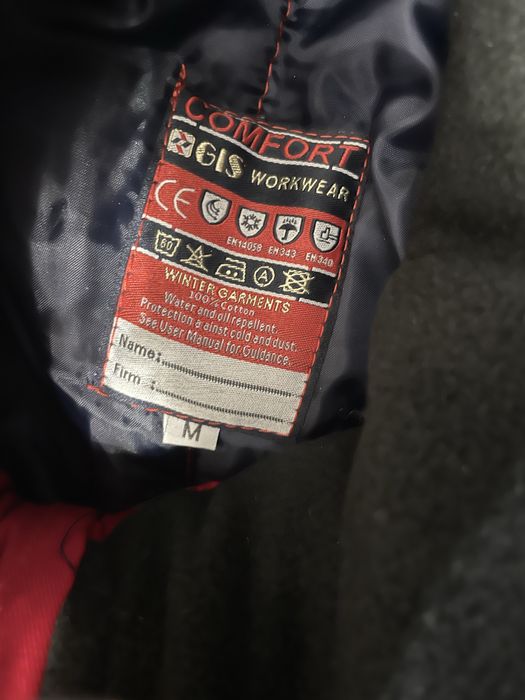 COMFORT
GIS WORKWEAR
CE
EN14058 EN343 EN340
60 A
WINTER GARMENTS
100% Cotton
Water and oil repellent.
Protection against cold and dust.
See User Manual for Guidance.
Name:
Firm :
M